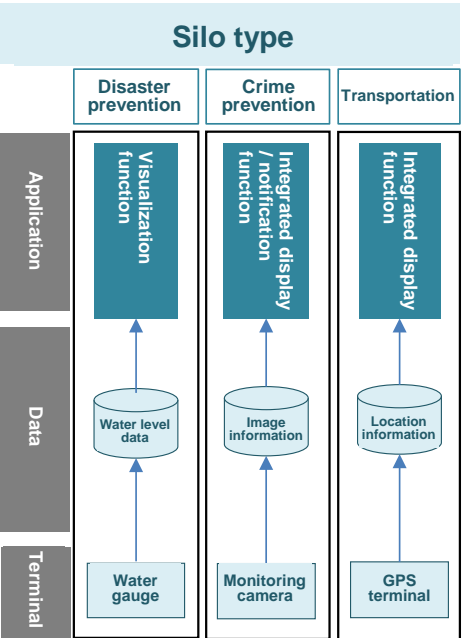 Silo type
Disaster
prevention
Crime
prevention
Transportation
Application
Visualization
function
Integrated display
/ notification
function
Integrated display
function
Data
Water level
data
Image
information
Location
information
Terminal
Water
gauge
Monitoring
camera
GPS
terminal